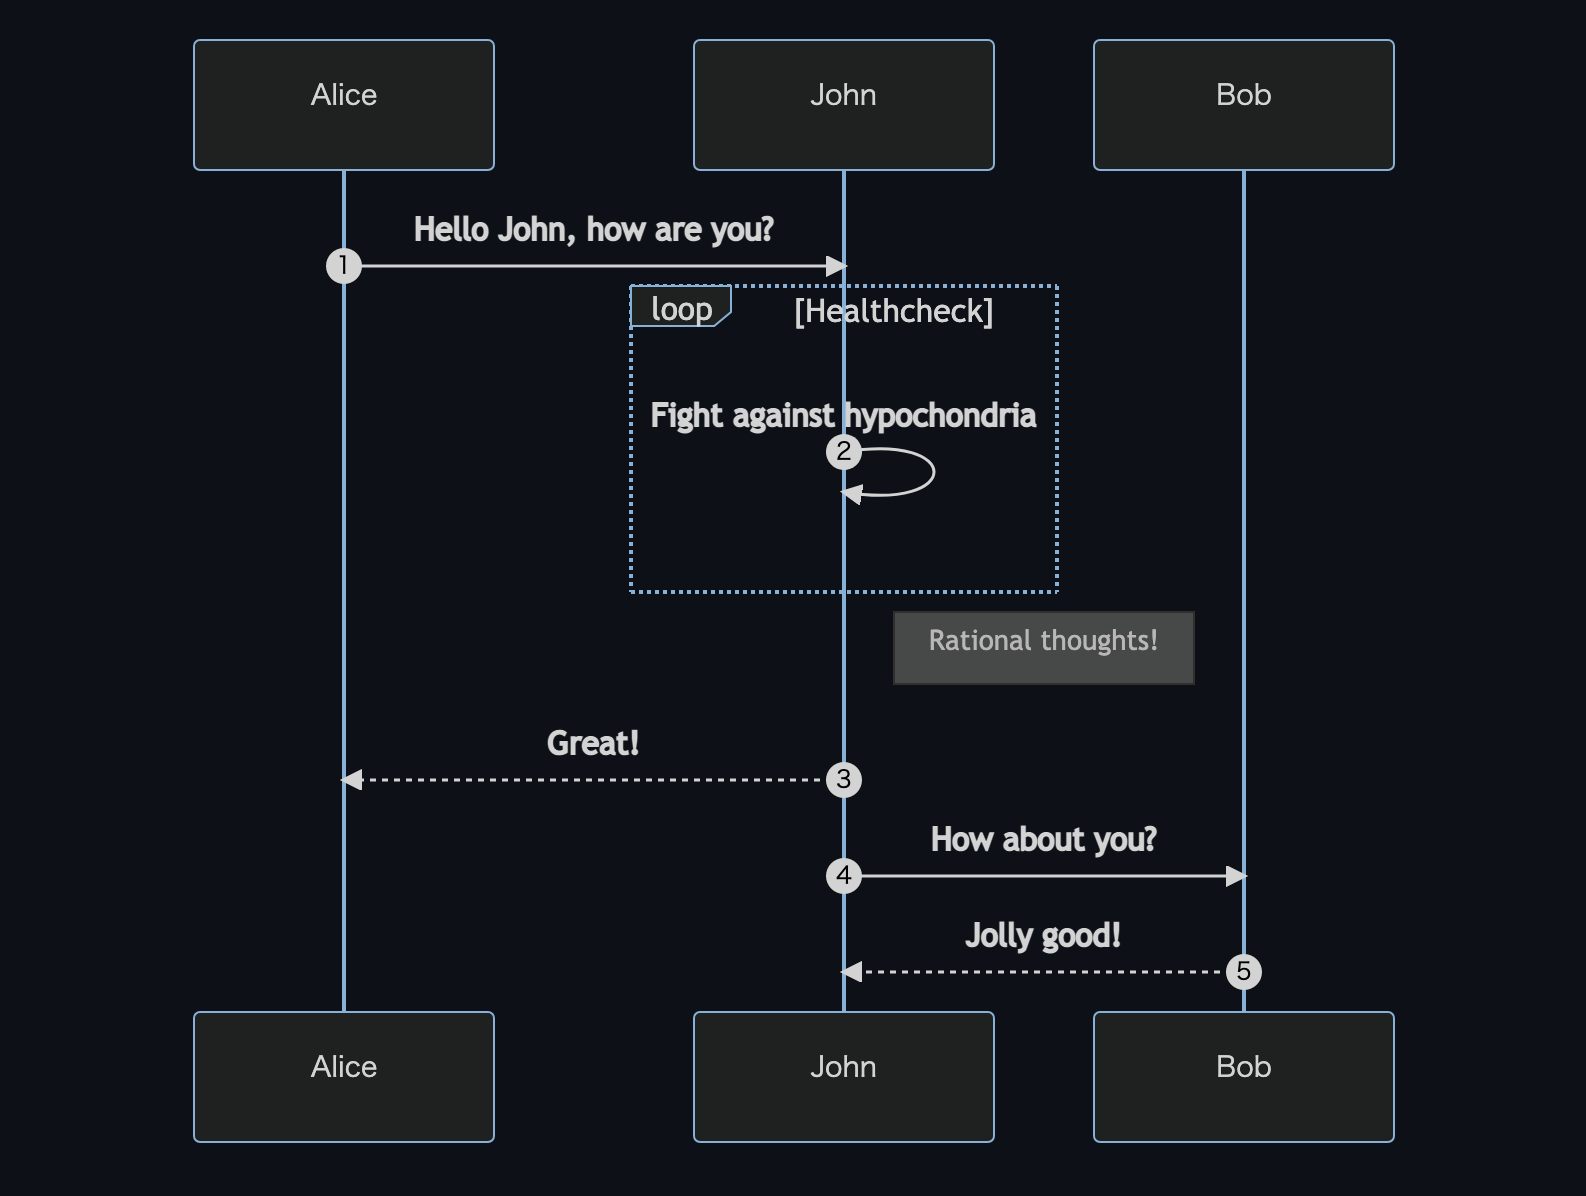 Alice
John
Bob
Hello John, how are you?
1
loop
[Healthcheck]
Fight against hypochondria
2
Rational thoughts!
Great!
3
How about you?
4
Jolly good!
5
Alice
John
Bob